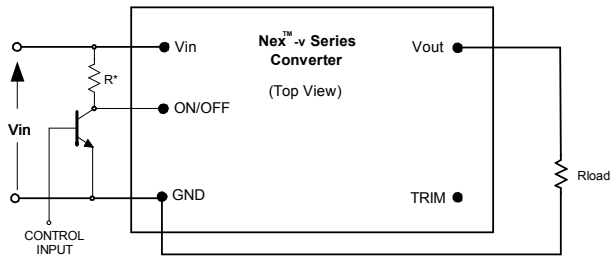 Nex™-v Series
Converter
(Top View)
Vin
Vout
R*
ON/OFF
Vin
Rload
GND
TRIM
CONTROL
INPUT